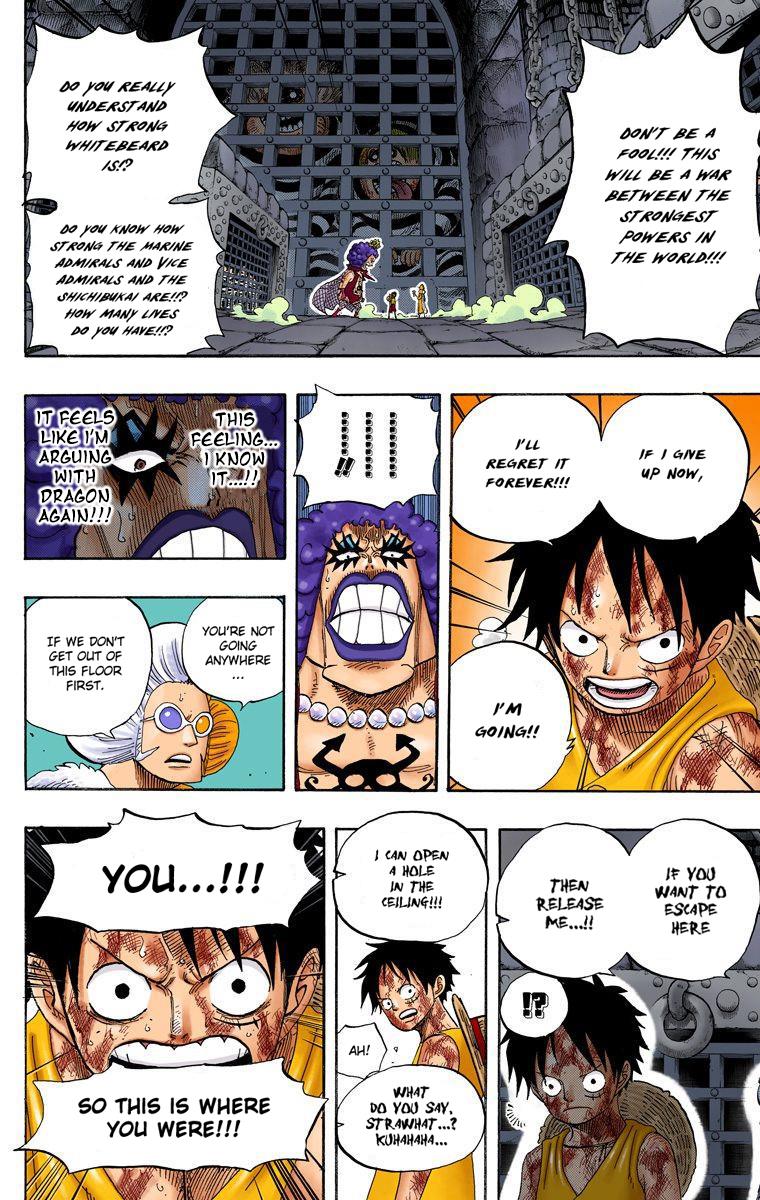 DON'T BE A
FOOL!!! THIS
WILL BE A WAR
BETWEEN THE
STRONGEST
POWERS IN
THE WORLD!!!
DO YOU REALLY
UNDERSTAND
HOW STRONG
WHITEBEARD
IS!?
DO YOU KNOW HOW
STRONG THE MARINE
ADMIRALS AND VICE
ADMIRALS AND THE
SHICHIBUKAI ARE!!?
HOW MANY LIVES
DO YOU HAVE!!?
IF I GIVE
UP NOW,
I'LL
REGRET IT
FOREVER!!!
I'M
GOING!!
!!!!
THIS
FEELING...
I KNOW
IT...!!
IT FEELS
LIKE I'M
ARGUING
WITH
DRAGON
AGAIN!!!
YOU'RE NOT
GOING
ANYWHERE
...
IF WE DON'T
GET OUT OF
THIS FLOOR
FIRST.
IF YOU
WANT TO
ESCAPE
HERE
THEN
RELEASE
ME...!!
!?
I CAN OPEN
A HOLE
IN THE
CEILING!!!
AH!
WHAT
DO YOU SAY,
STRAWHAT...?
KUHAHAHA...
YOU...!!!
SO THIS IS WHERE
YOU WERE!!!